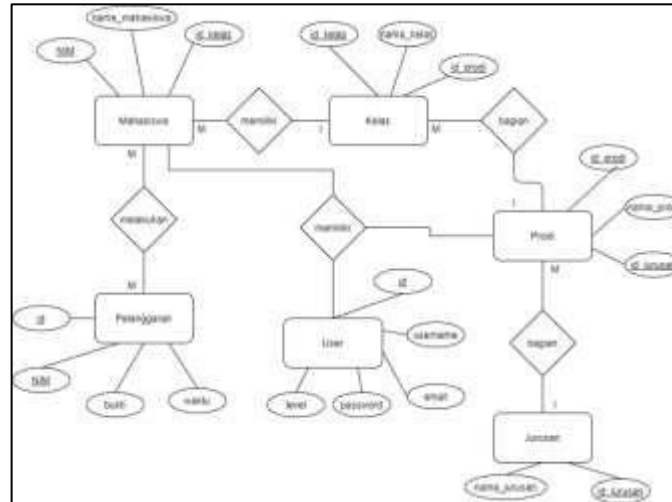 nama_mahasiswa
id_kelas
NIM
id_kelas
nama_kelas
id_prodi
Mahasiswa
M
memiliki
1
Kelas
M
bagian
M
id_prodi
melakukan
memiliki
1
Prodi
nama_prodi
id_jurusan
M
M
id
Pelanggaran
id
User
username
bagian
NIM
bukti
waktu
level
password
email
1
Jurusan
nama_jurusan
id_jurusan